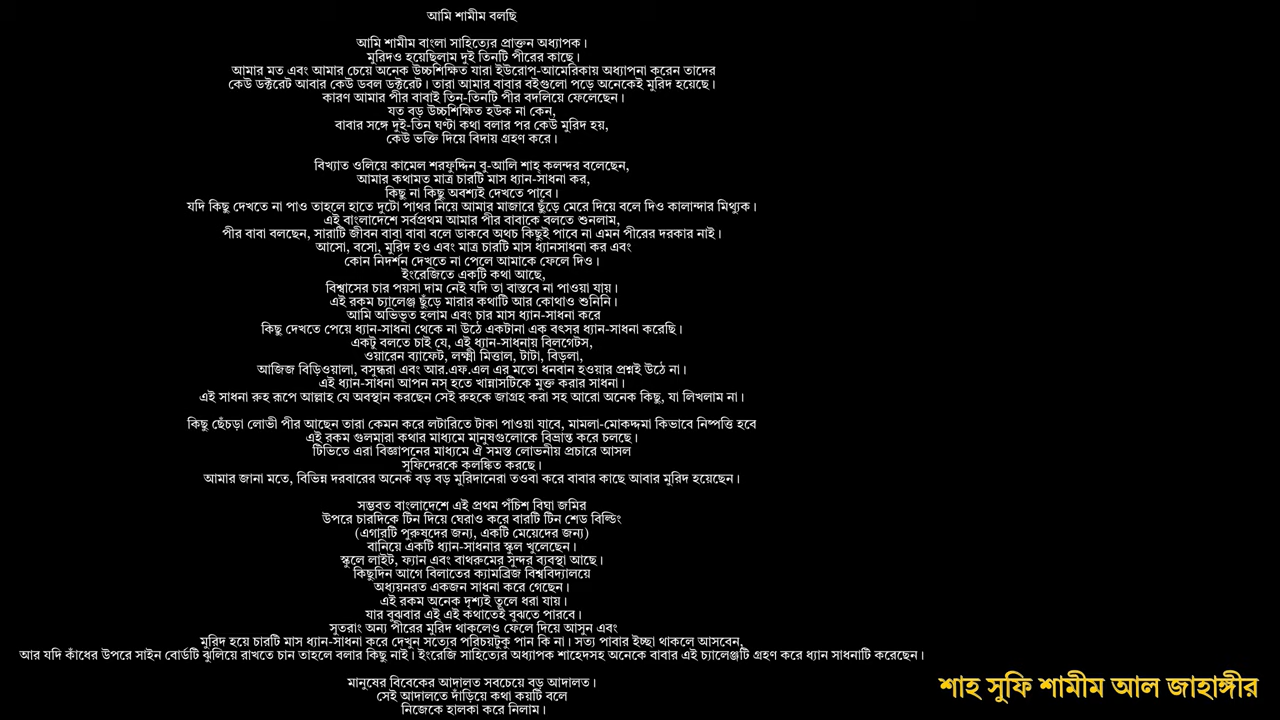 আমি শামীম বলছি
আমি শামীম বাংলা সাহিত্যের প্রাক্তন অধ্যাপক।
মুরিদও হয়েছিলাম দুই তিনটি পীরের কাছে।
আমার মত এবং আমার চেয়ে অনেক উচ্চশিক্ষিত যারা ইউরোপ-আমেরিকায় অধ্যাপনা করেন তাদের
কেউ ডক্টরেট আবার কেউ ডবল ডক্টরেট। তারা আমার বাবার বইগুলো পড়ে অনেকেই মুরিদ হয়েছে।
কারণ আমার পীর বাবাই তিন-তিনটি পীর বদলিয়ে ফেলেছেন।
যত বড় উচ্চশিক্ষিত হউক না কেন,
বাবার সঙ্গে দুই-তিন ঘণ্টা কথা বলার পর কেউ মুরিদ হয়,
কেউ ভক্তি দিয়ে বিদায় গ্রহণ করে।
বিখ্যাত ওলিয়ে কামেল শরফুদ্দিন বু-আলি শাহ্ কলন্দর বলেছেন,
আমার কথামত মাত্র চারটি মাস ধ্যান-সাধনা কর,
কিছু না কিছু অবশ্যই দেখতে পাবে।
যদি কিছু দেখতে না পাও তাহলে হাতে দুটো পাথর নিয়ে আমার মাজারে ছুঁড়ে মেরে দিয়ে বলে দিও কালান্দার মিথ্যুক।
এই বাংলাদেশে সর্বপ্রথম আমার পীর বাবাকে বলতে শুনলাম,
পীর বাবা বলছেন, সারাটি জীবন বাবা বাবা বলে ডাকবে অথচ কিছুই পাবে না এমন পীরের দরকার নাই।
আসো, বসো, মুরিদ হও এবং মাত্র চারটি মাস ধ্যানসাধনা কর এবং
কোন নিদর্শন দেখতে না পেলে আমাকে ফেলে দিও।
ইংরেজিতে একটি কথা আছে,
বিশ্বাসের চার পয়সা দাম নেই যদি তা বাস্তবে না পাওয়া যায়।
এই রকম চ্যালেঞ্জ ছুঁড়ে মারার কথাটি আর কোথাও শুনিনি।
আমি অভিভূত হলাম এবং চার মাস ধ্যান-সাধনা করে
কিছু দেখতে পেয়ে ধ্যান-সাধনা থেকে না উঠে একটানা এক বৎসর ধ্যান-সাধনা করেছি।
একটু বলতে চাই যে, এই ধ্যান-সাধনায় বিলগেটস,
ওয়ারেন ব্যাফেট, লক্ষ্মী মিত্তাল, টাটা, বিড়লা,
আজিজ বিড়িওয়ালা, বসুন্ধরা এবং আর.এফ.এল এর মতো ধনবান হওয়ার প্রশ্নই উঠে না।
এই ধ্যান-সাধনা আপন নস্ হতে খান্নাসটিকে মুক্ত করার সাধনা।
এই সাধনা রুহ রূপে আল্লাহ যে অবস্থান করছেন সেই রুহকে জাগ্রহ করা সহ আরো অনেক কিছু, যা লিখলাম না।
কিছু ছেঁচড়া লোভী পীর আছেন তারা কেমন করে লটারিতে টাকা পাওয়া যাবে, মামলা-মোকদ্দমা কিভাবে নিষ্পত্তি হবে
এই রকম গুলমারা কথার মাধ্যমে মানুষগুলোকে বিভ্রান্ত করে চলছে।
টিভিতে এরা বিজ্ঞাপনের মাধ্যমে ঐ সমস্ত লোভনীয় প্রচারে আসল
সুফিদেরকে কলঙ্কিত করছে।
আমার জানা মতে, বিভিন্ন দরবারের অনেক বড় বড় মুরিদানেরা তওবা করে বাবার কাছে আবার মুরিদ হয়েছেন।
সম্ভবত বাংলাদেশে এই প্রথম পঁচিশ বিঘা জমির
উপরে চারদিকে টিন দিয়ে ঘেরাও করে বারটি টিন শেড বিল্ডিং
(এগারটি পুরুষদের জন্য, একটি মেয়েদের জন্য)
বানিয়ে একটি ধ্যান-সাধনার স্কুল খুলেছেন।
স্কুলে লাইট, ফ্যান এবং বাথরুমের সুন্দর ব্যবস্থা আছে।
কিছুদিন আগে বিলাতের ক্যামব্রিজ বিশ্ববিদ্যালয়ে
অধ্যয়নরত একজন সাধনা করে গেছেন।
এই রকম অনেক দৃশ্যই তুলে ধরা যায়।
যার বুঝবার এই এই কথাতেই বুঝতে পারবে।
সুতরাং অন্য পীরের মুরিদ থাকলেও ফেলে দিয়ে আসুন এবং
মুরিদ হয়ে চারটি মাস ধ্যান-সাধনা করে দেখুন সত্যের পরিচয়টুকু পান কি না। সত্য পাবার ইচ্ছা থাকলে আসবেন,
আর যদি কাঁধের উপরে সাইন বোর্ডটি ঝুলিয়ে রাখতে চান তাহলে বলার কিছু নাই। ইংরেজি সাহিত্যের অধ্যাপক শাহেদসহ অনেকে বাবার এই চ্যালেঞ্জটি গ্রহণ করে ধ্যান সাধনাটি করেছেন।
মানুষের বিবেকের আদালত সবচেয়ে বড় আদালত।
সেই আদালতে দাঁড়িয়ে কথা কয়টি বলে
নিজেকে হালকা করে নিলাম।
শাহ সুফি শামীম আল জাহাঙ্গীর